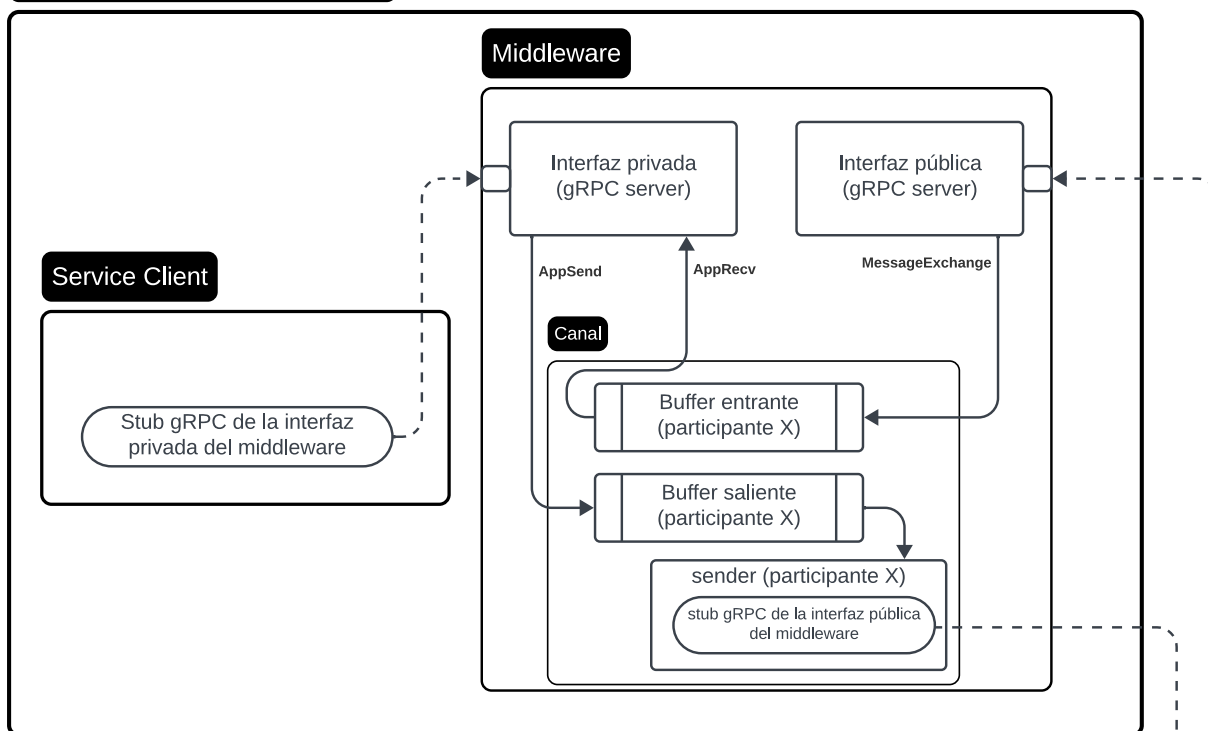 Middleware
Interfaz privada
(gRPC server)
Interfaz pública
(gRPC server)
AppSend
AppRecv
MessageExchange
Service Client
Canal
Stub gRPC de la interfaz
privada del middleware
Buffer entrante
(participante X)
Buffer saliente
(participante X)
sender (participante X)
stub gRPC de la interfaz pública
del middleware